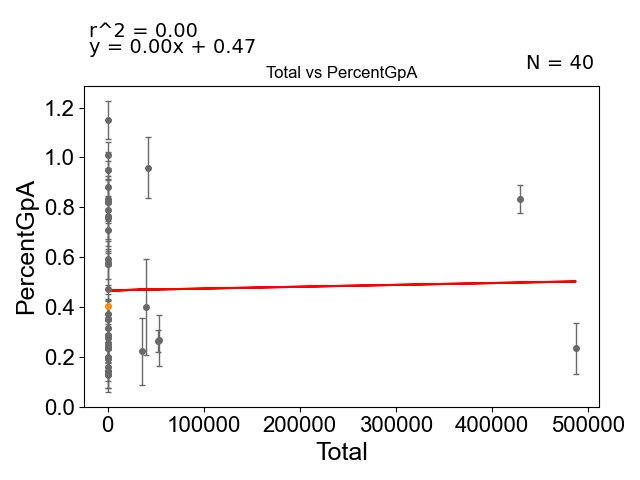 r^2 = 0.00
y = 0.00x + 0.47
N = 40
Total vs PercentGpA
PercentGpA
1.2
1.0
0.8
0.6
0.4
0.2
0.0
0 100000 200000 300000 400000 500000
Total